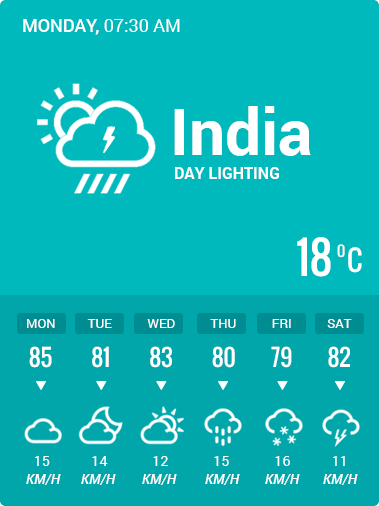 MONDAY, 07:30 AM
India
DAY LIGHTING
18 °C
MON TUE WED THU FRI SAT
85 81 83 80 79 82
15 14 12 15 16 11
KM/H KM/H KM/H KM/H KM/H KM/H